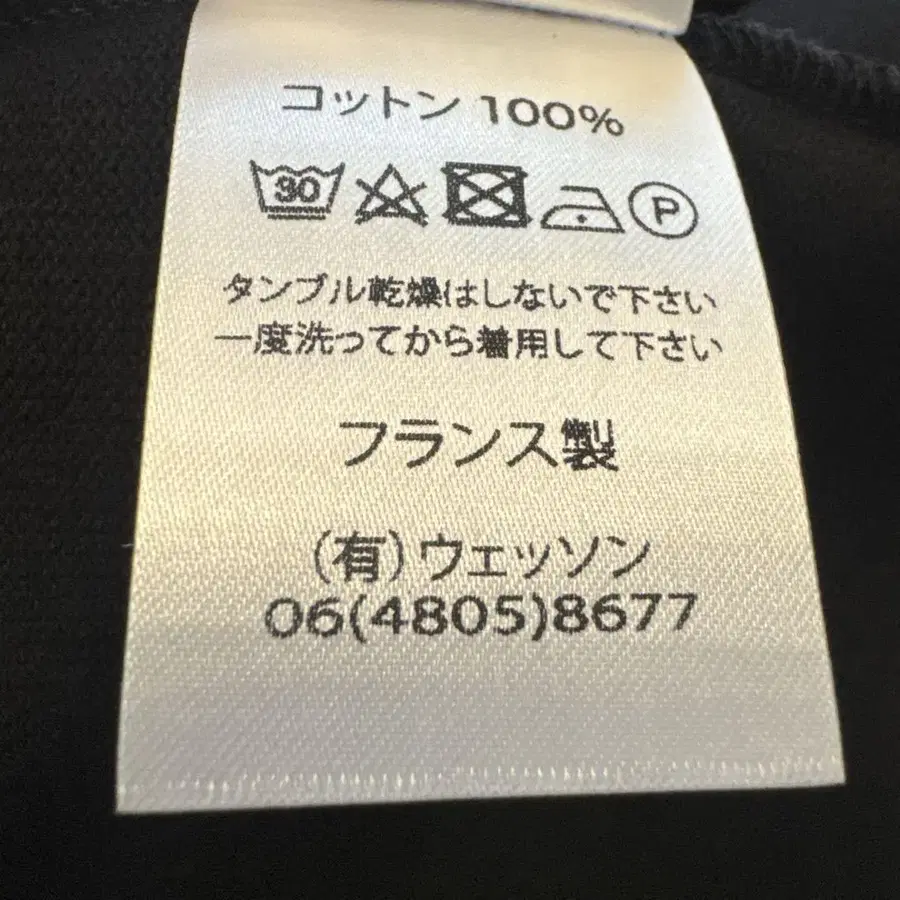 コットン 100%
30 P
タンブル乾燥はしないで下さい
一度洗ってから着用して下さい
フランス製
(有)ウェッソン
06(4805)8677